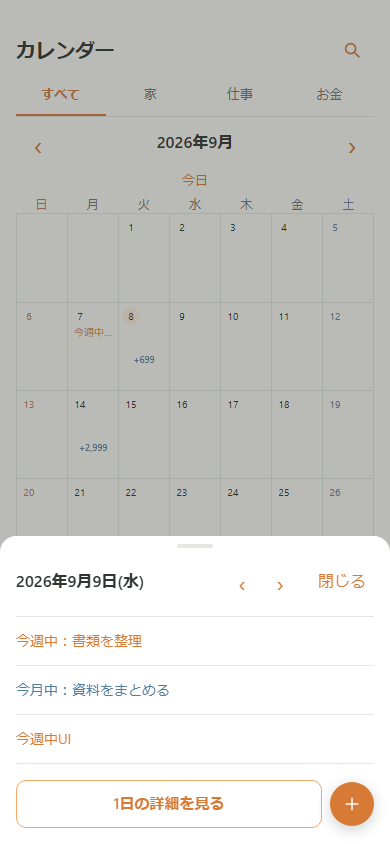 カレンダー
すべて 家 仕事 お金
‹ 2026年9月 ›
今日
日 月 火 水 木 金 土
1 2 3 4 5
6 7 8 9 10 11 12
今週中...
+699
13 14 15 16 17 18 19
+2,999
20 21 22 23 24 25 26
2026年9月9日(水) ‹ › 閉じる
今週中：書類を整理
今月中：資料をまとめる
今週中UI
1日の詳細を見る +